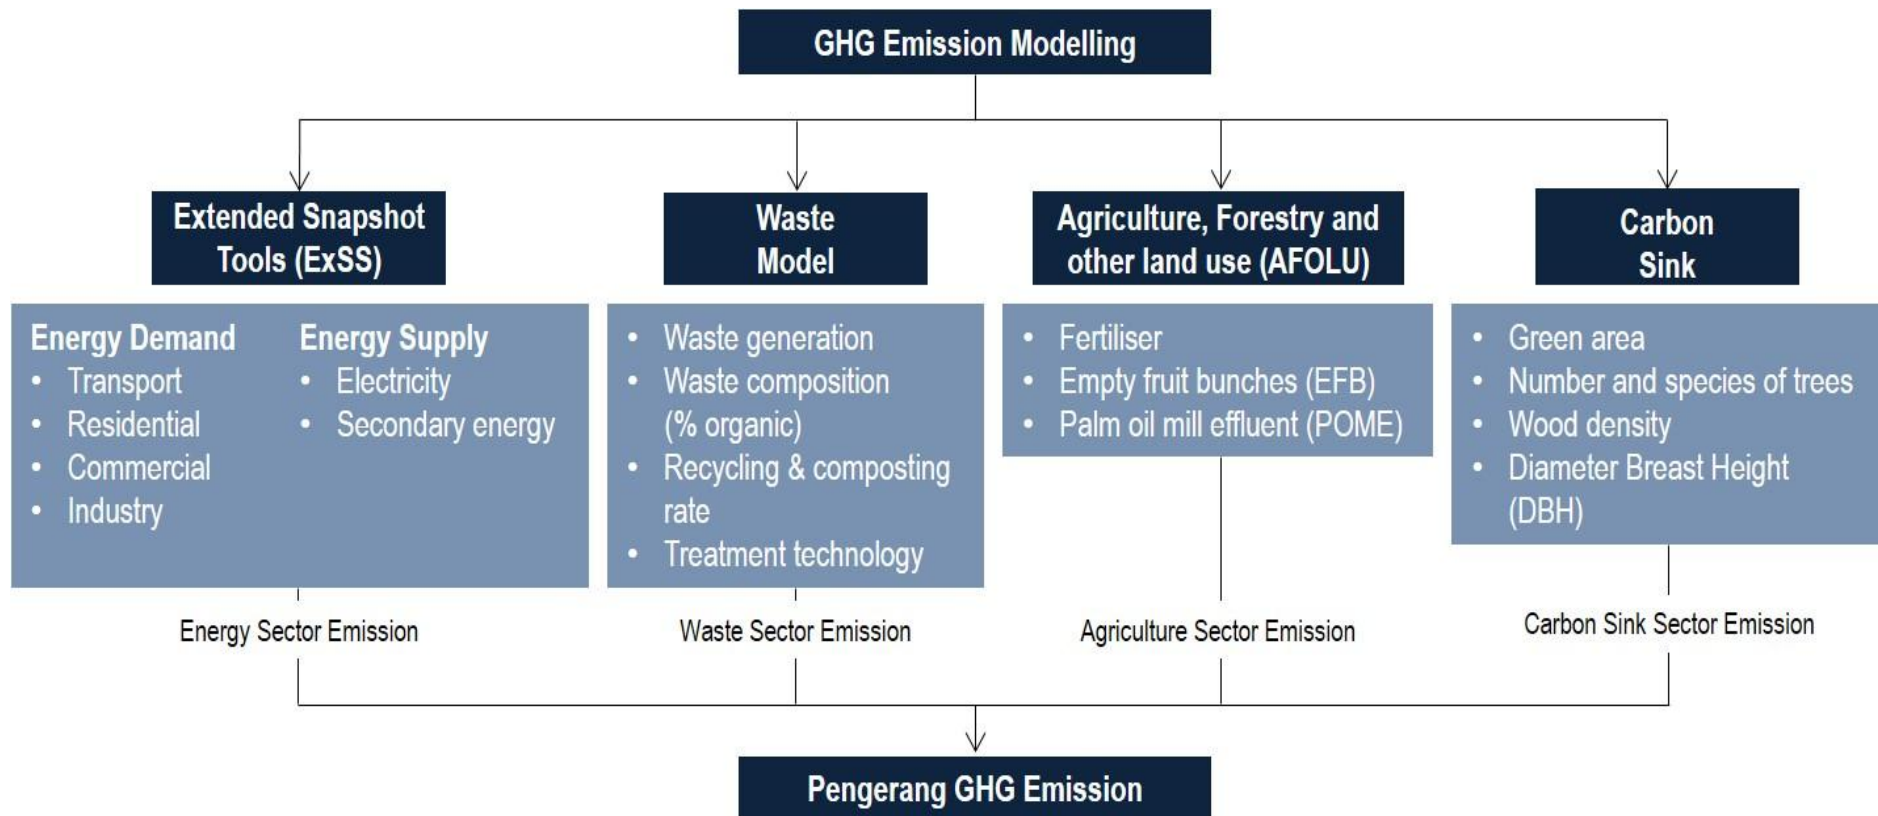 GHG Emission Modelling
Extended Snapshot
Tools (ExSS)
Waste
Model
Agriculture, Forestry and
other land use (AFOLU)
Carbon
Sink
Energy Demand
• Transport
• Residential
• Commercial
• Industry
Energy Supply
• Electricity
• Secondary energy
• Waste generation
• Waste composition
(% organic)
• Recycling & composting
rate
• Treatment technology
• Fertiliser
• Empty fruit bunches (EFB)
• Palm oil mill effluent (POME)
• Green area
• Number and species of trees
• Wood density
• Diameter Breast Height
(DBH)
Energy Sector Emission
Waste Sector Emission
Agriculture Sector Emission
Carbon Sink Sector Emission
Pengerang GHG Emission